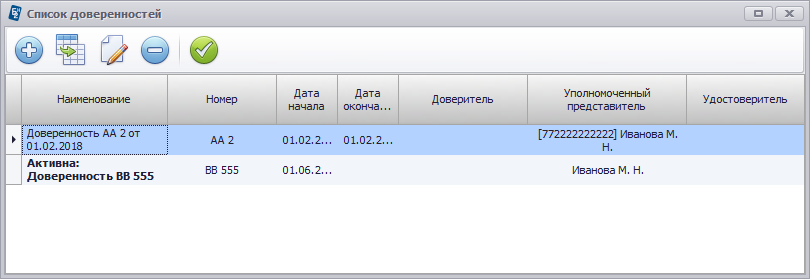 Список доверенностей
Наименование
Номер
Дата
начала
Дата
оконча...
Доверитель
Уполномоченный
представитель
Удостоверитель
Доверенность АА 2 от
01.02.2018
АА 2
01.02.2...
01.02.2...
[772222222222] Иванова М.
Н.
Активна:
Доверенность ВВ 555
ВВ 555
01.06.2...
Иванова М. Н.